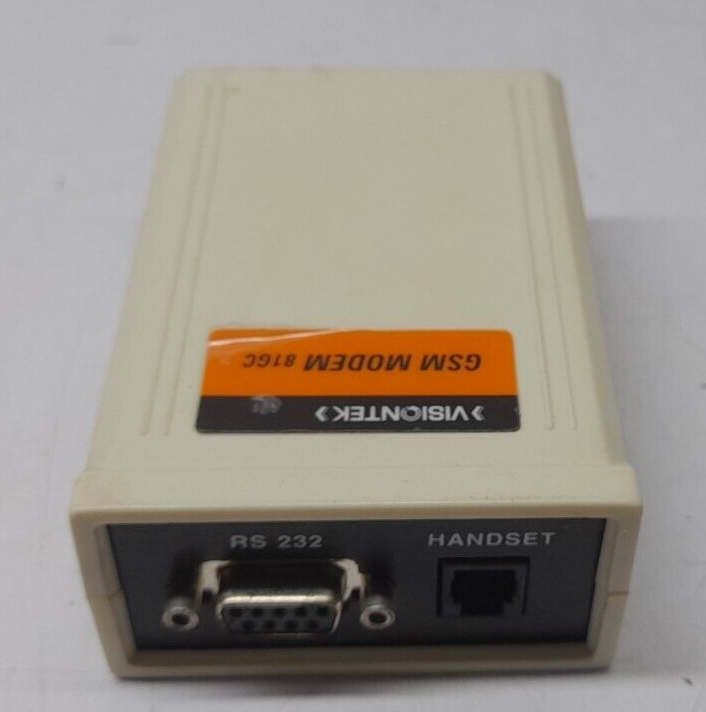 ❯VISIONTEK❯
GSM MODEM 81GC
RS 232
HANDSET